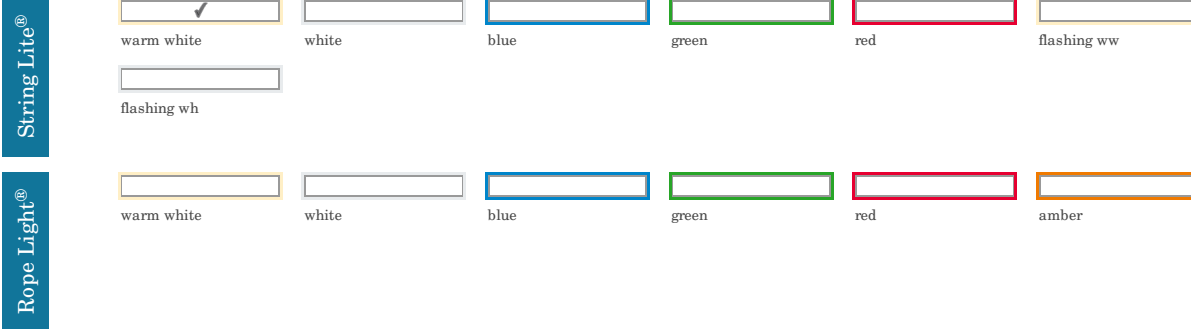 String Lite®
warm white white blue green red flashing ww
flashing wh
Rope Light®
warm white white blue green red amber